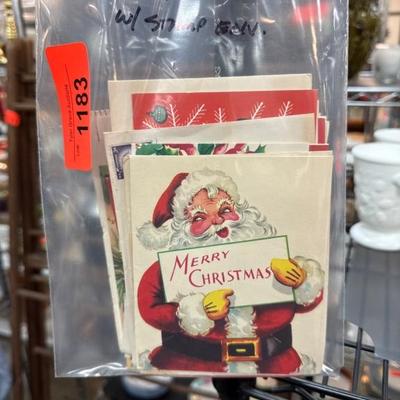 W/ STAMP ENV.
1183
MERRY
CHRISTMAS